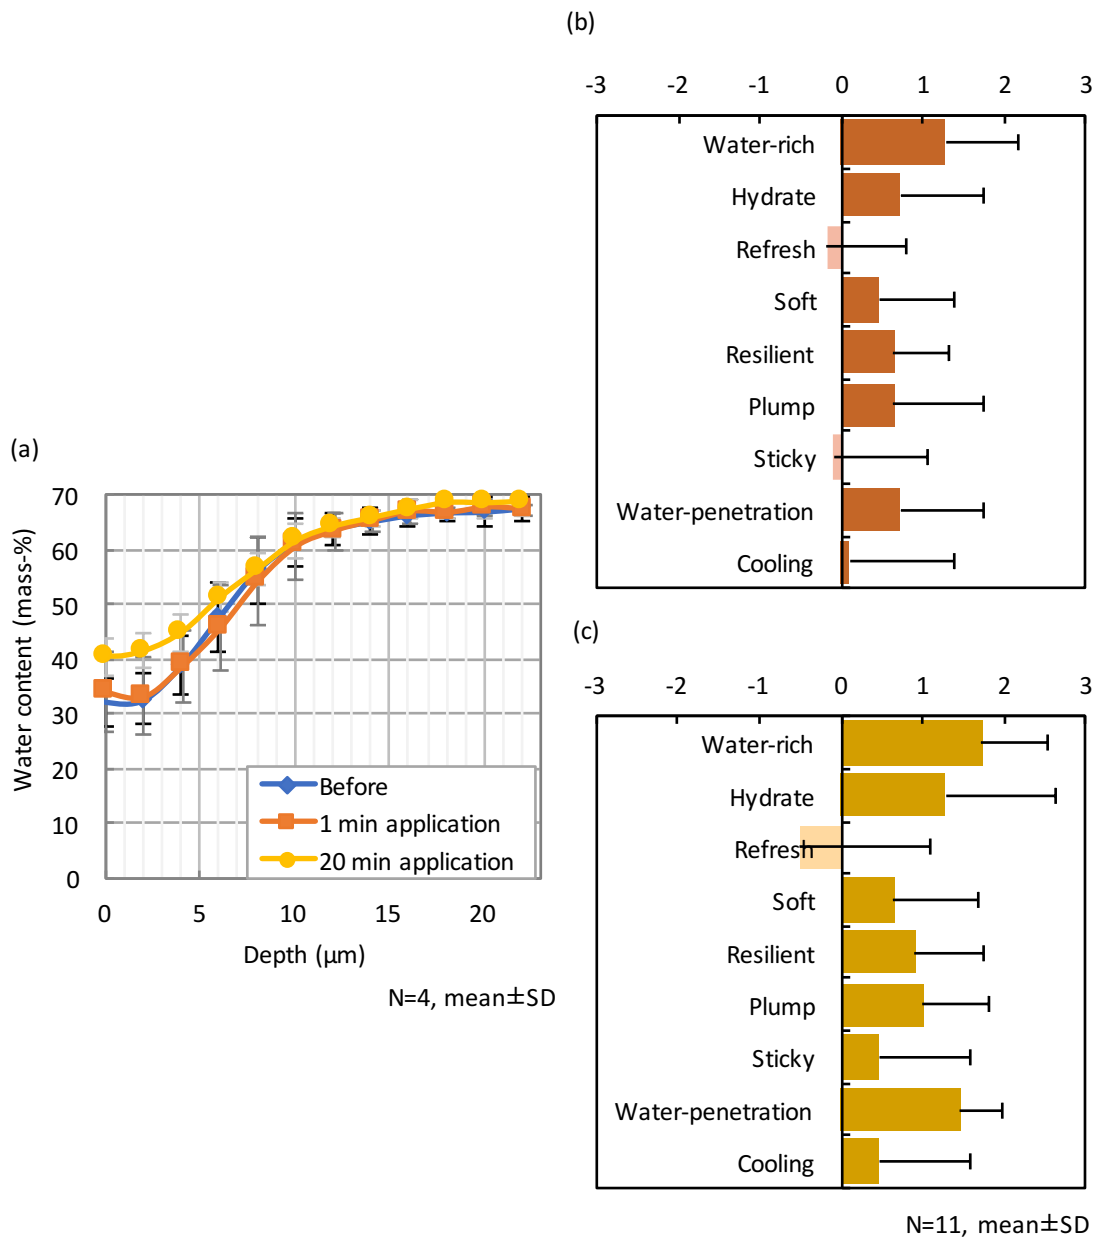 (b)
-3 -2 -1 0 1 2 3
Water-rich
Hydrate
Refresh
Soft
Resilient
Plump
Sticky
Water-penetration
Cooling
(a)
Water content (mass-%)
70
60
50
40
30
20
10
0
Before
1 min application
20 min application
0 5 10 15 20
Depth (μm)
N=4, mean±SD
(c)
-3 -2 -1 0 1 2 3
Water-rich
Hydrate
Refresh
Soft
Resilient
Plump
Sticky
Water-penetration
Cooling
N=11, mean±SD